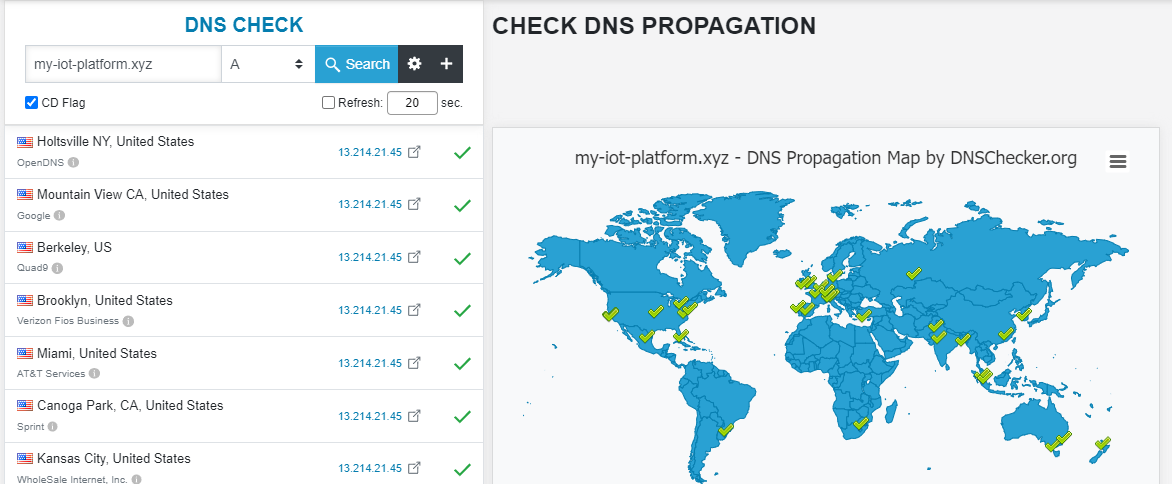 DNS CHECK
my-iot-platform.xyz A Search
CD Flag Refresh: 20 sec.
Holtsville NY, United States
OpenDNS
13.214.21.45
Mountain View CA, United States
Google
13.214.21.45
Berkeley, US
Quad9
13.214.21.45
Brooklyn, United States
Verizon Fios Business
13.214.21.45
Miami, United States
AT&T Services
13.214.21.45
Canoga Park, CA, United States
Sprint
13.214.21.45
Kansas City, United States
WholeSale Internet, Inc.
13.214.21.45
CHECK DNS PROPAGATION
my-iot-platform.xyz - DNS Propagation Map by DNSChecker.org